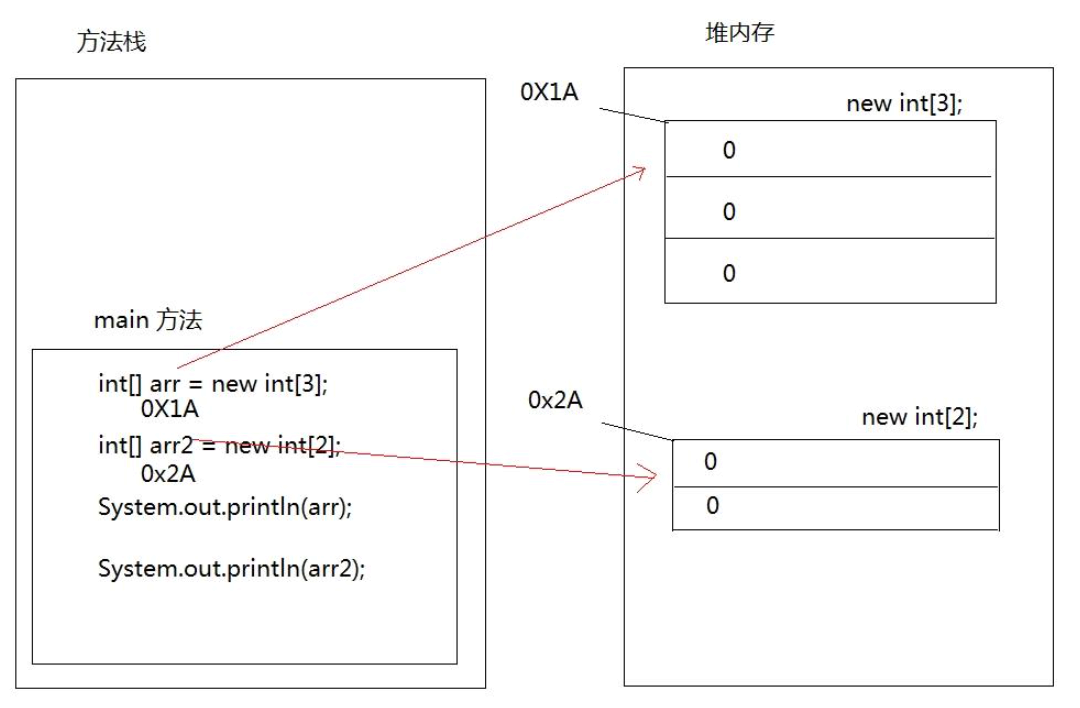 方法栈
堆内存
0X1A
new int[3];
0
0
0
main 方法
int[] arr = new int[3];
0X1A
int[] arr2 = new int[2];
0x2A
System.out.println(arr);
System.out.println(arr2);
0x2A
new int[2];
0
0